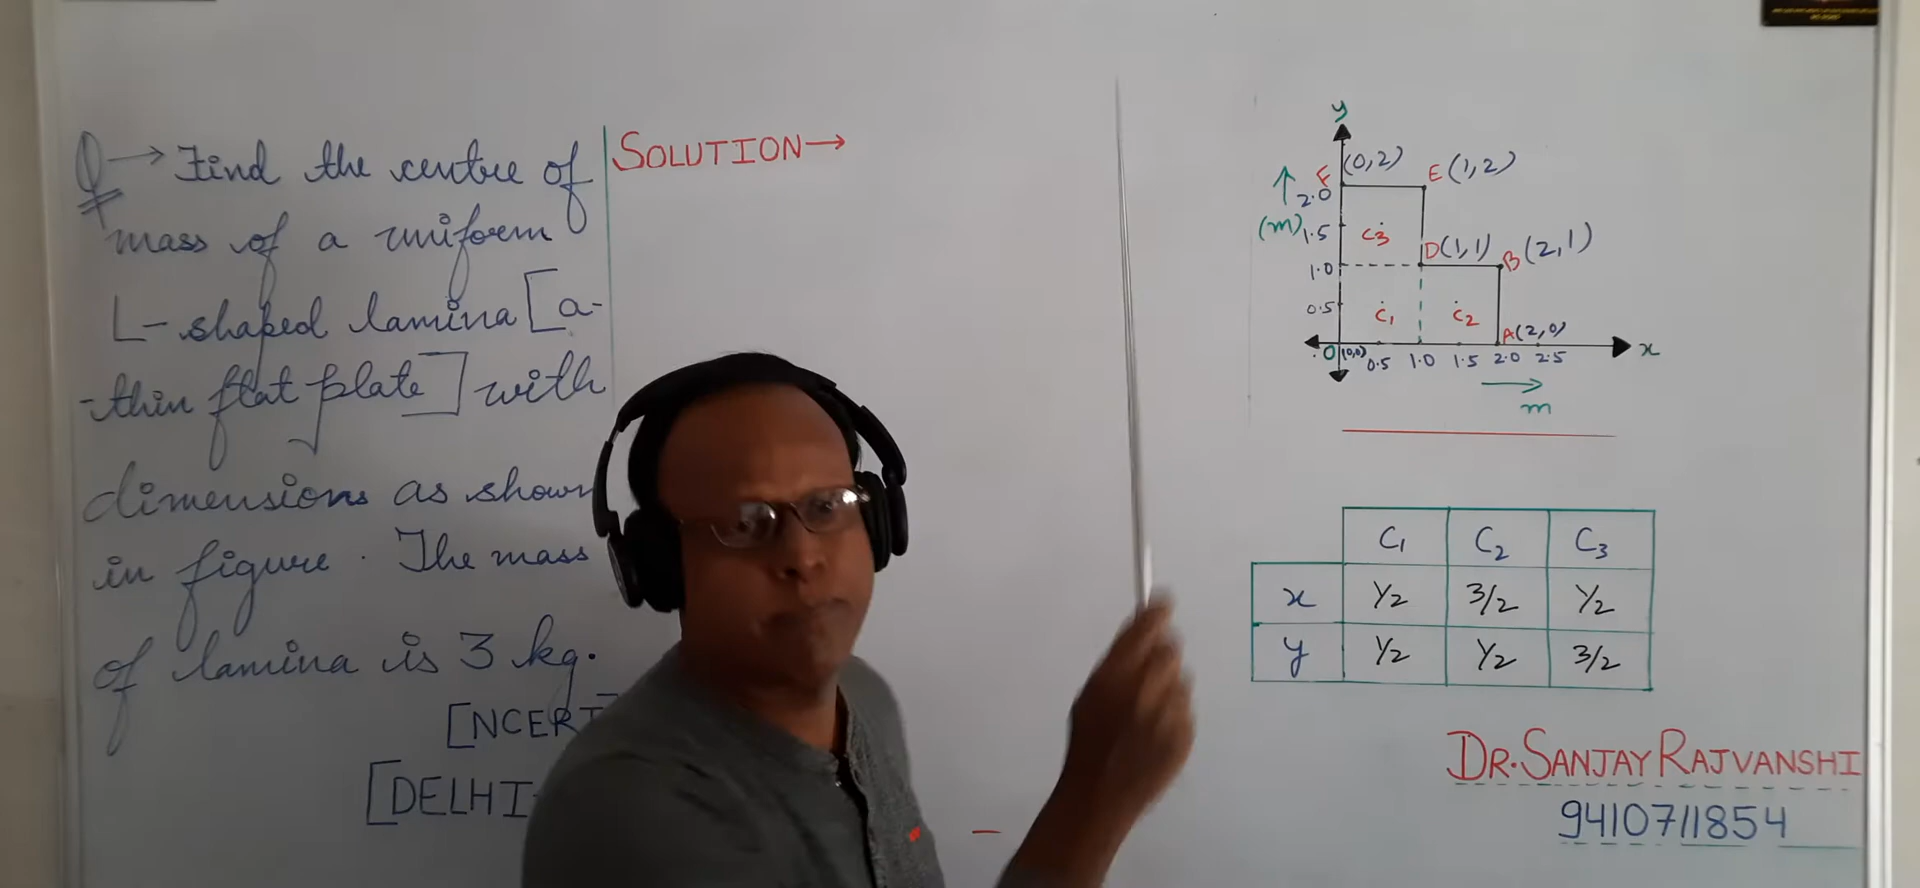 Q → Find the centre of
mass of a uniform
L-shaped lamina [a-
-thin flat plate] with
dimensions as shown
in figure. The mass
of lamina is 3 kg.
[NCERT]
[DELHI-
SOLUTION→
y
↑
(m)
F (0,2)
E (1,2)
2.0
1.5
C3
D(1,1)
B (2,1)
1.0
0.5
C1
C2
A(2,0)
O (0,0)
0.5 1.0 1.5 2.0 2.5
x
→
m
C1 C2 C3
x 1/2 3/2 1/2
y 1/2 1/2 3/2
DR. SANJAY RAJVANSHI
9410711854